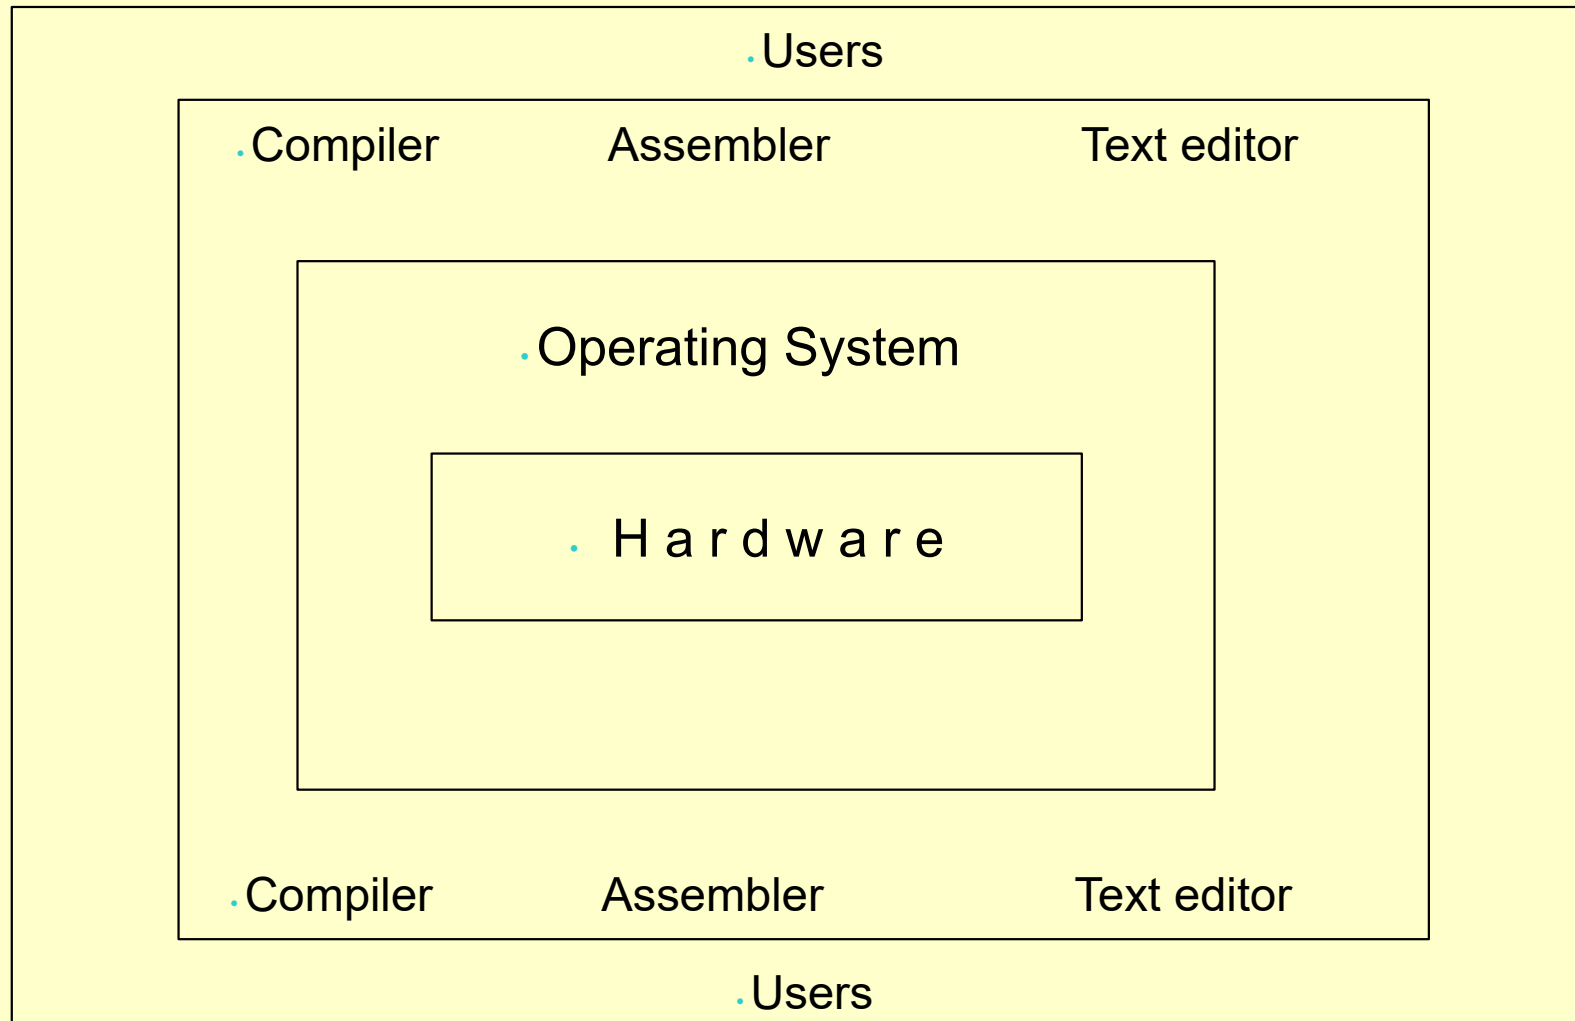 Users
Compiler Assembler Text editor
Operating System
H a r d w a r e
Compiler Assembler Text editor
Users